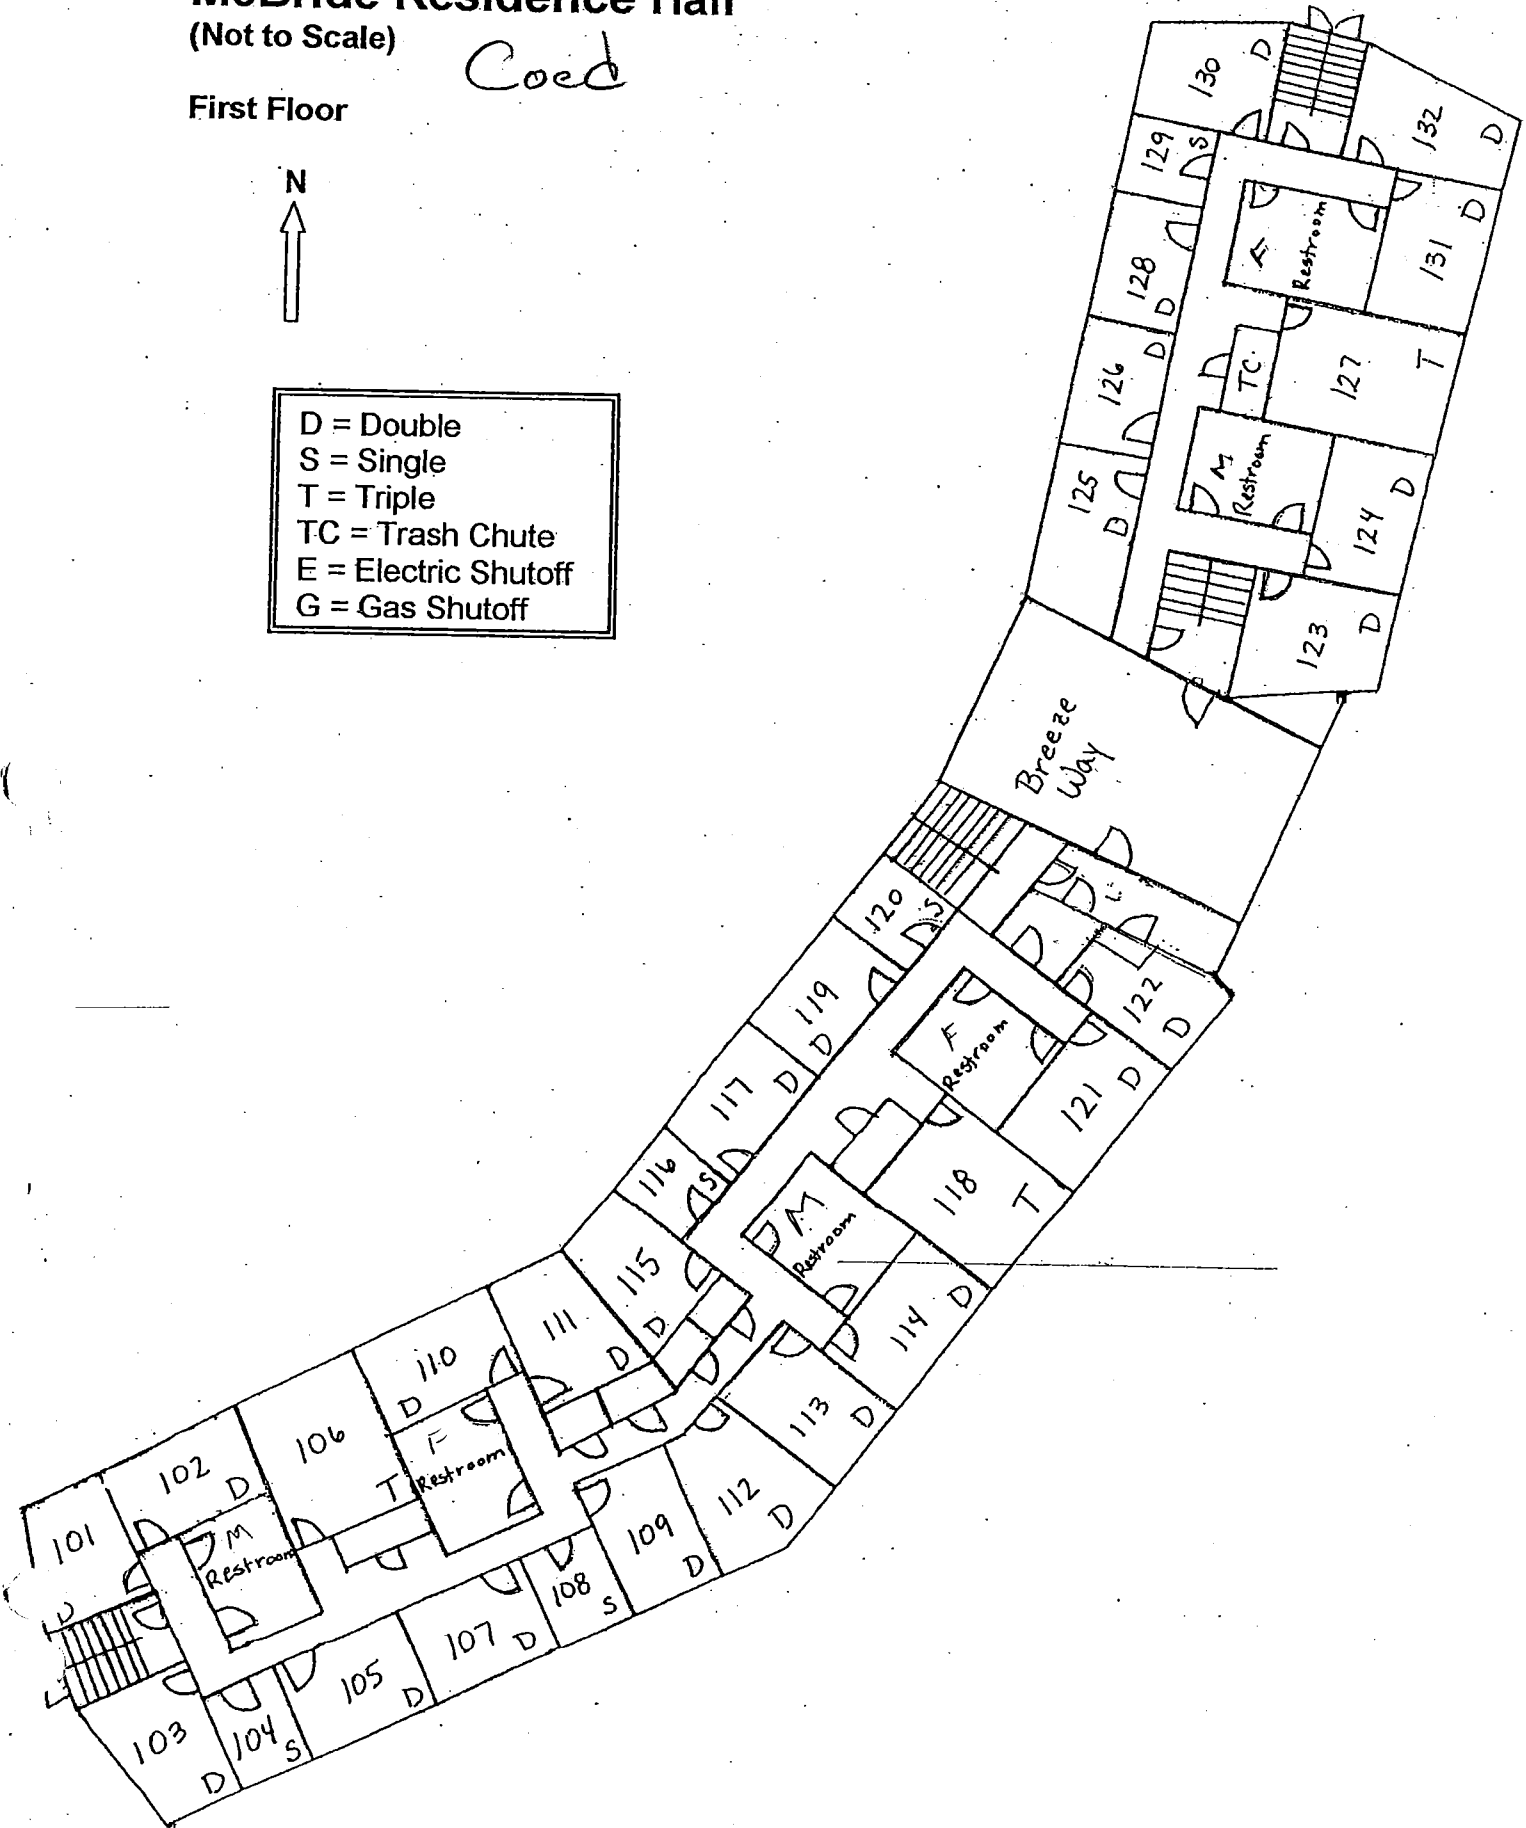 McBride Residence Hall
(Not to Scale)
Coed
First Floor
N
D = Double
S = Single
T = Triple
TC = Trash Chute
E = Electric Shutoff
G = Gas Shutoff
130 D
132 D
129 S
131 D
F
Restroom
128 D
127 T
126 D
TC
M
Restroom
125 D
124 D
123 D
Breeze
Way
120 S
122 D
119 D
F
Restroom
121 D
117 D
118 T
116 S
M
Restroom
115 D
114 D
111 D
113 D
110 D
112 D
106 T
F
Restroom
109 D
102 D
108 S
101 D
M
Restroom
107 D
105 D
104 S
103 D